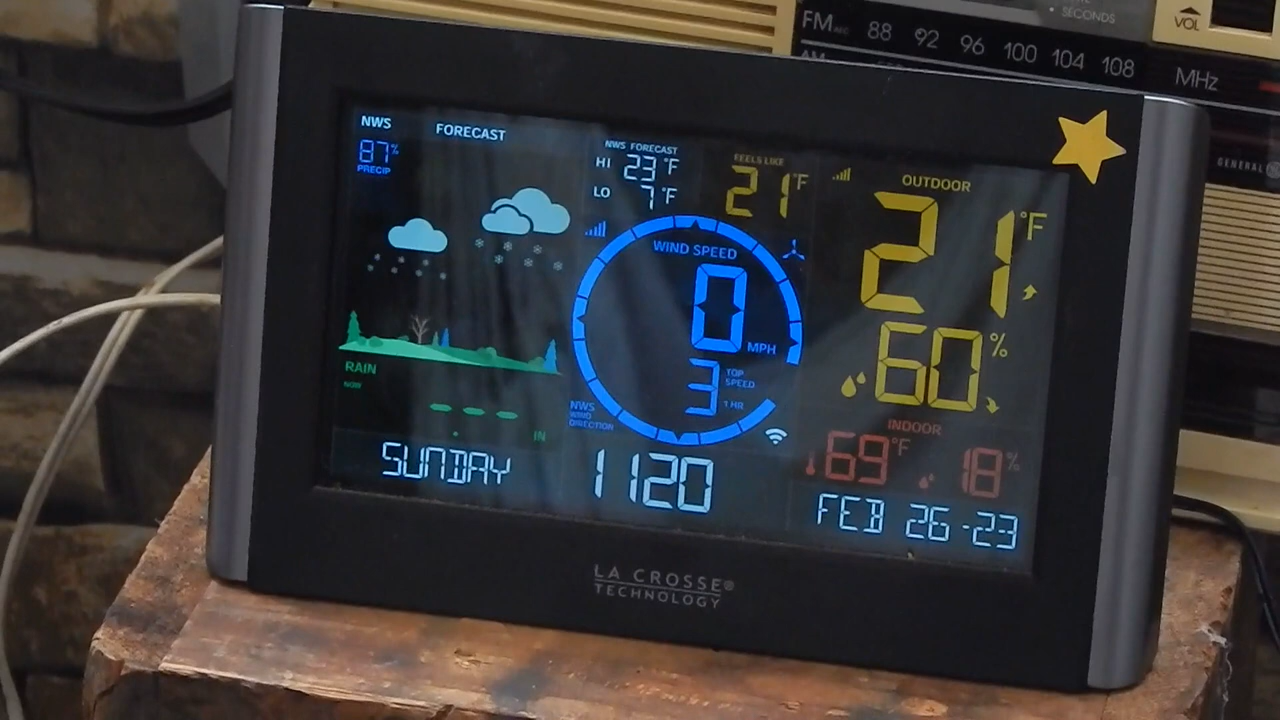 SECONDS
VOL
FM 88 92 96 100 104 108 MHz
GENERAL
NWS FORECAST
87%
PRECIP
NWS FORECAST
HI 23°F
LO 7°F
FEELS LIKE
21°F
OUTDOOR
21°F
60%
WIND SPEED
0 MPH
3 TOP SPEED
1 HR
NWS
WIND
DIRECTION
RAIN
NOW
--- IN
INDOOR
69°F 18%
SUNDAY 1120 FEB 26 -23
LA CROSSE®
TECHNOLOGY